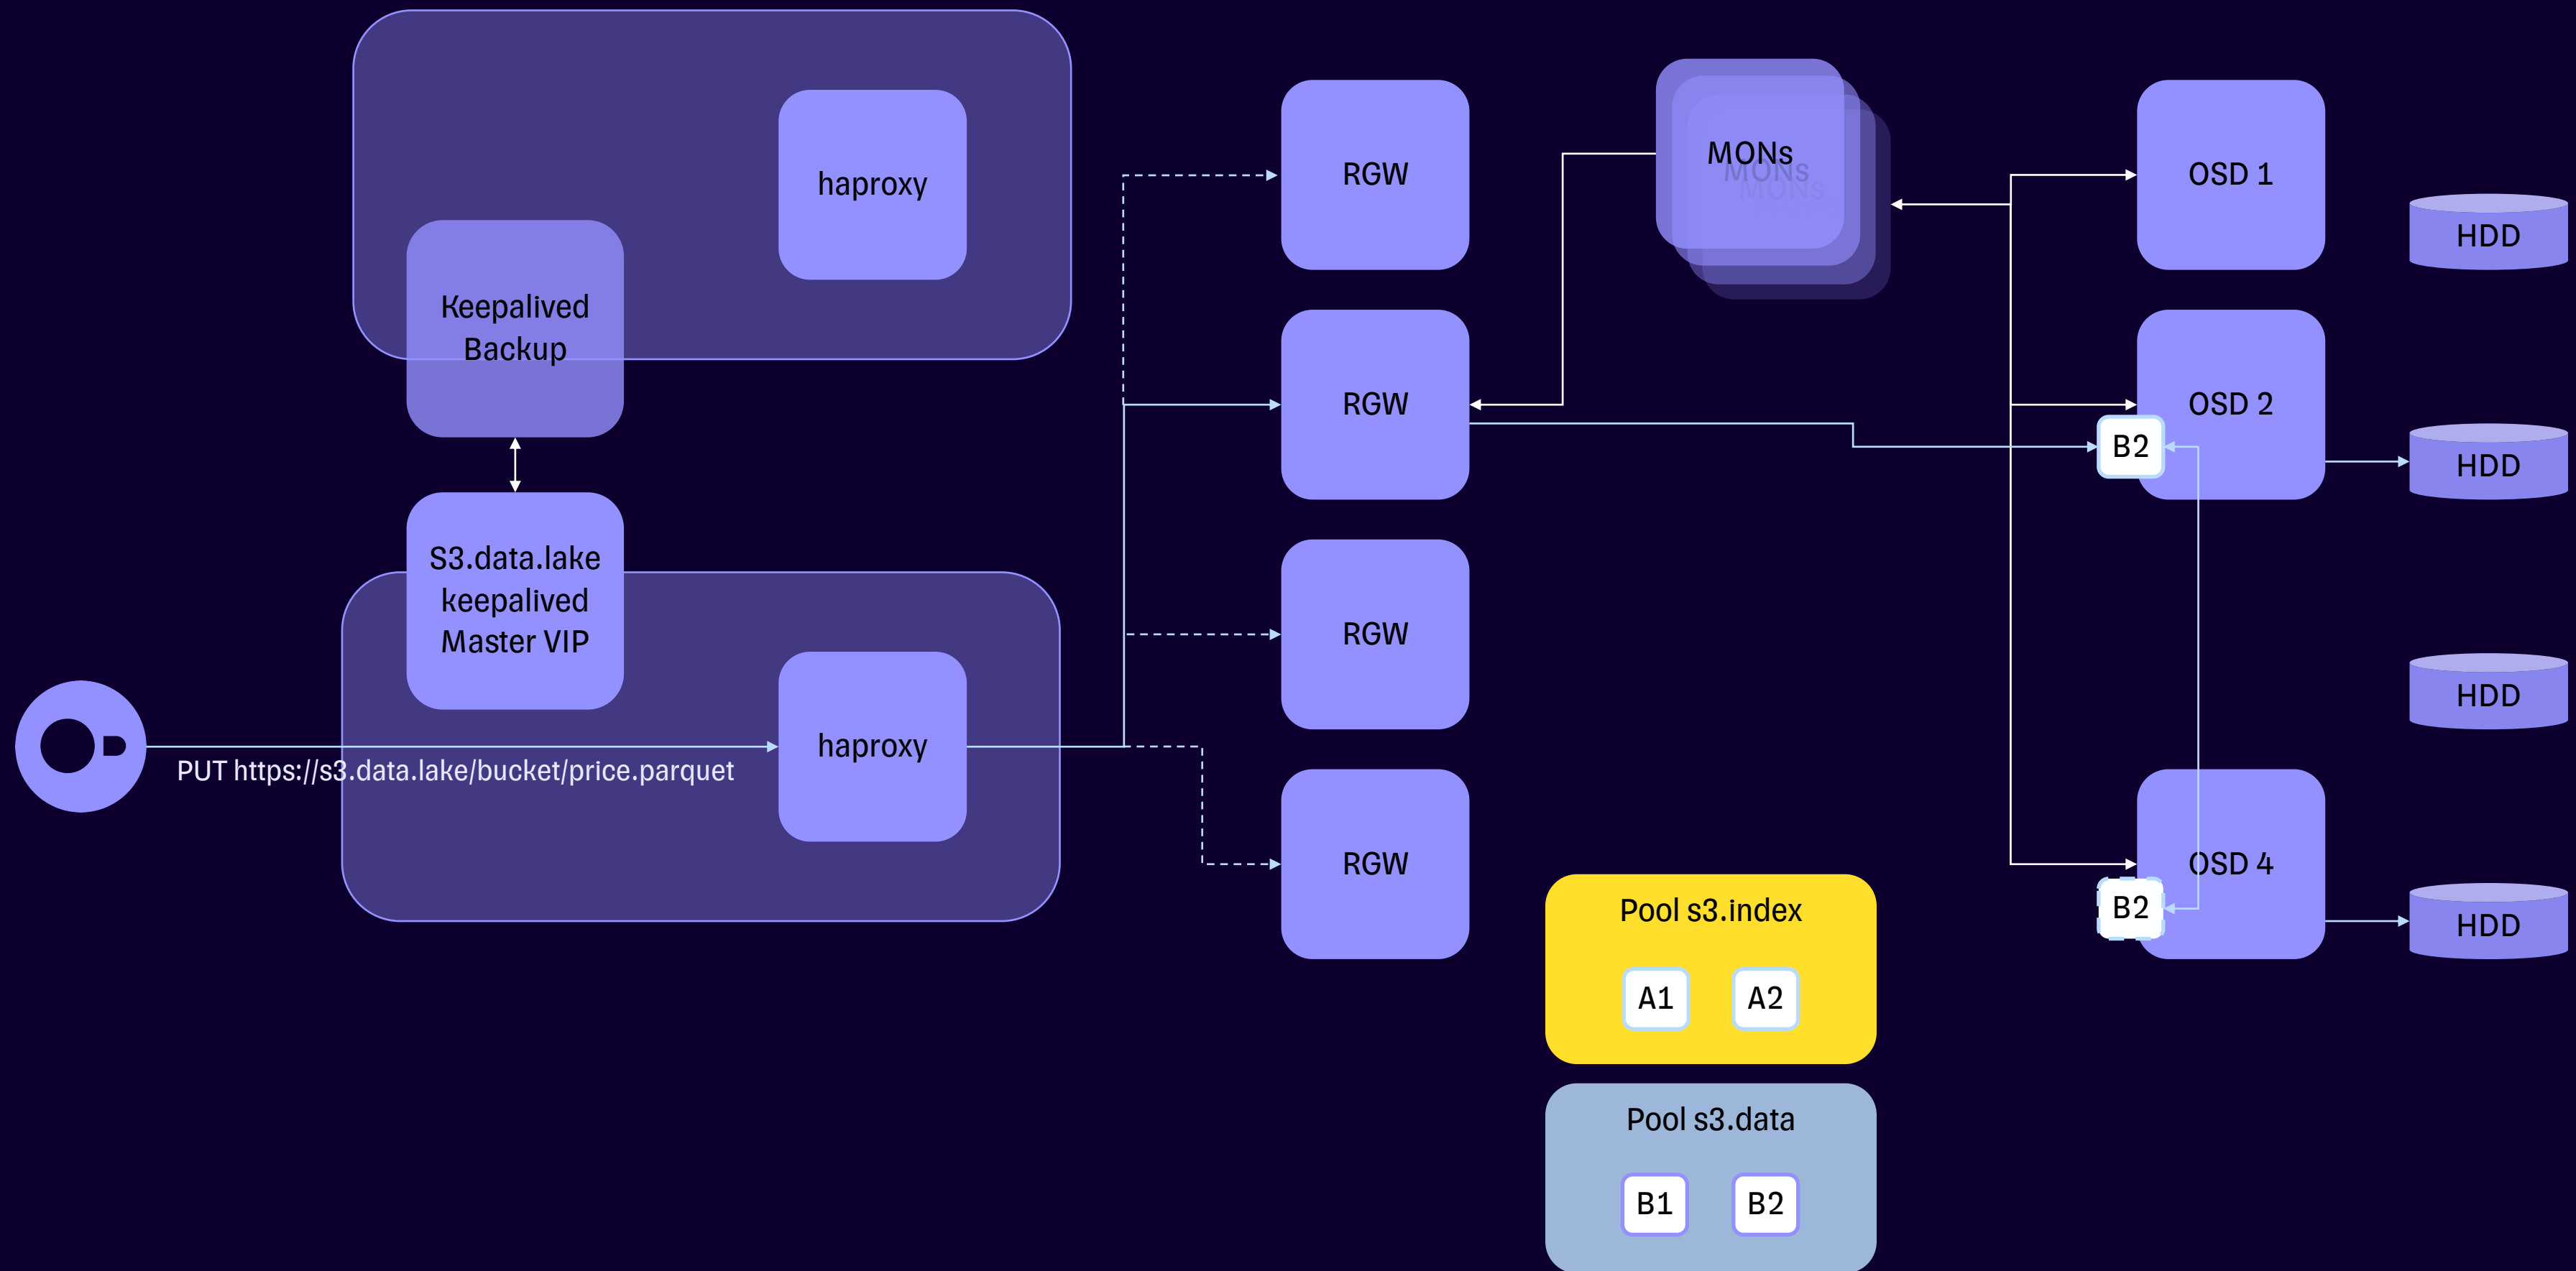 haproxy
Keepalived
Backup
S3.data.lake
keepalived
Master VIP
haproxy
PUT https://s3.data.lake/bucket/price.parquet
RGW
RGW
RGW
RGW
MONs
MONs
MONs
OSD 1
OSD 2
B2
OSD 4
B2
HDD
HDD
HDD
HDD
Pool s3.index
A1 A2
Pool s3.data
B1 B2